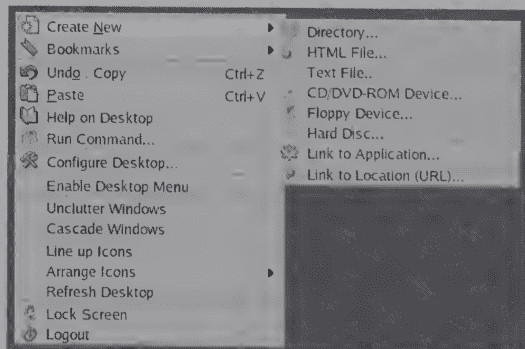 Create New
Bookmarks
Undo . Copy Ctrl+Z
Paste Ctrl+V
Help on Desktop
Run Command...
Configure Desktop...
Enable Desktop Menu
Unclutter Windows
Cascade Windows
Line up Icons
Arrange Icons
Refresh Desktop
Lock Screen
Logout
Directory...
HTML File...
Text File..
CD/DVD-ROM Device...
Floppy Device...
Hard Disc...
Link to Application...
Link to Location (URL)...